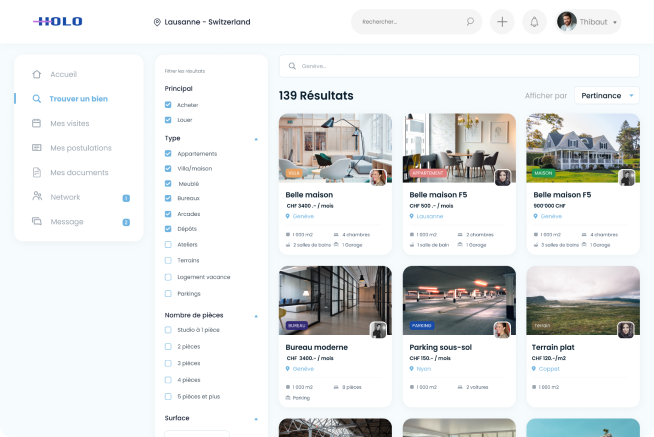 HOLO
Lausanne - Switzerland
Rechercher...
Thibaut
Accueil
Trouver un bien
Mes visites
Mes postulations
Mes documents
Network
Message
Filtrer les résultats
Principal
Acheter
Louer
Type
Appartements
Villa/maison
Meublé
Bureaux
Arcades
Dépôts
Ateliers
Terrains
Logement vacance
Parkings
Nombre de pièces
Studio à 1 pièce
2 pièces
3 pièces
4 pièces
5 pièces et plus
Surface
Genève...
139 Résultats
Afficher par
Pertinance
VILLA
Belle maison
CHF 3400 .- / mois
Genève
1 000 m2
4 chambres
2 salles de bains
1 Garage
APPARTEMENT
Belle maison F5
CHF 500 .- / mois
Lausanne
1 000 m2
2 chambres
1 salle de bain
1 Garage
MAISON
Belle maison F5
900'000 CHF
Genève
1 000 m2
4 chambres
2 salles de bains
1 Garage
BUREAU
Bureau moderne
CHF 3400.- / mois
Genève
1 000 m2
8 pièces
Parking
PARKING
Parking sous-sol
CHF 150.- / mois
Nyon
1 000 m2
2 voitures
Terrain
Terrain plat
CHF 120.-/m2
Coppet
1 000 m2